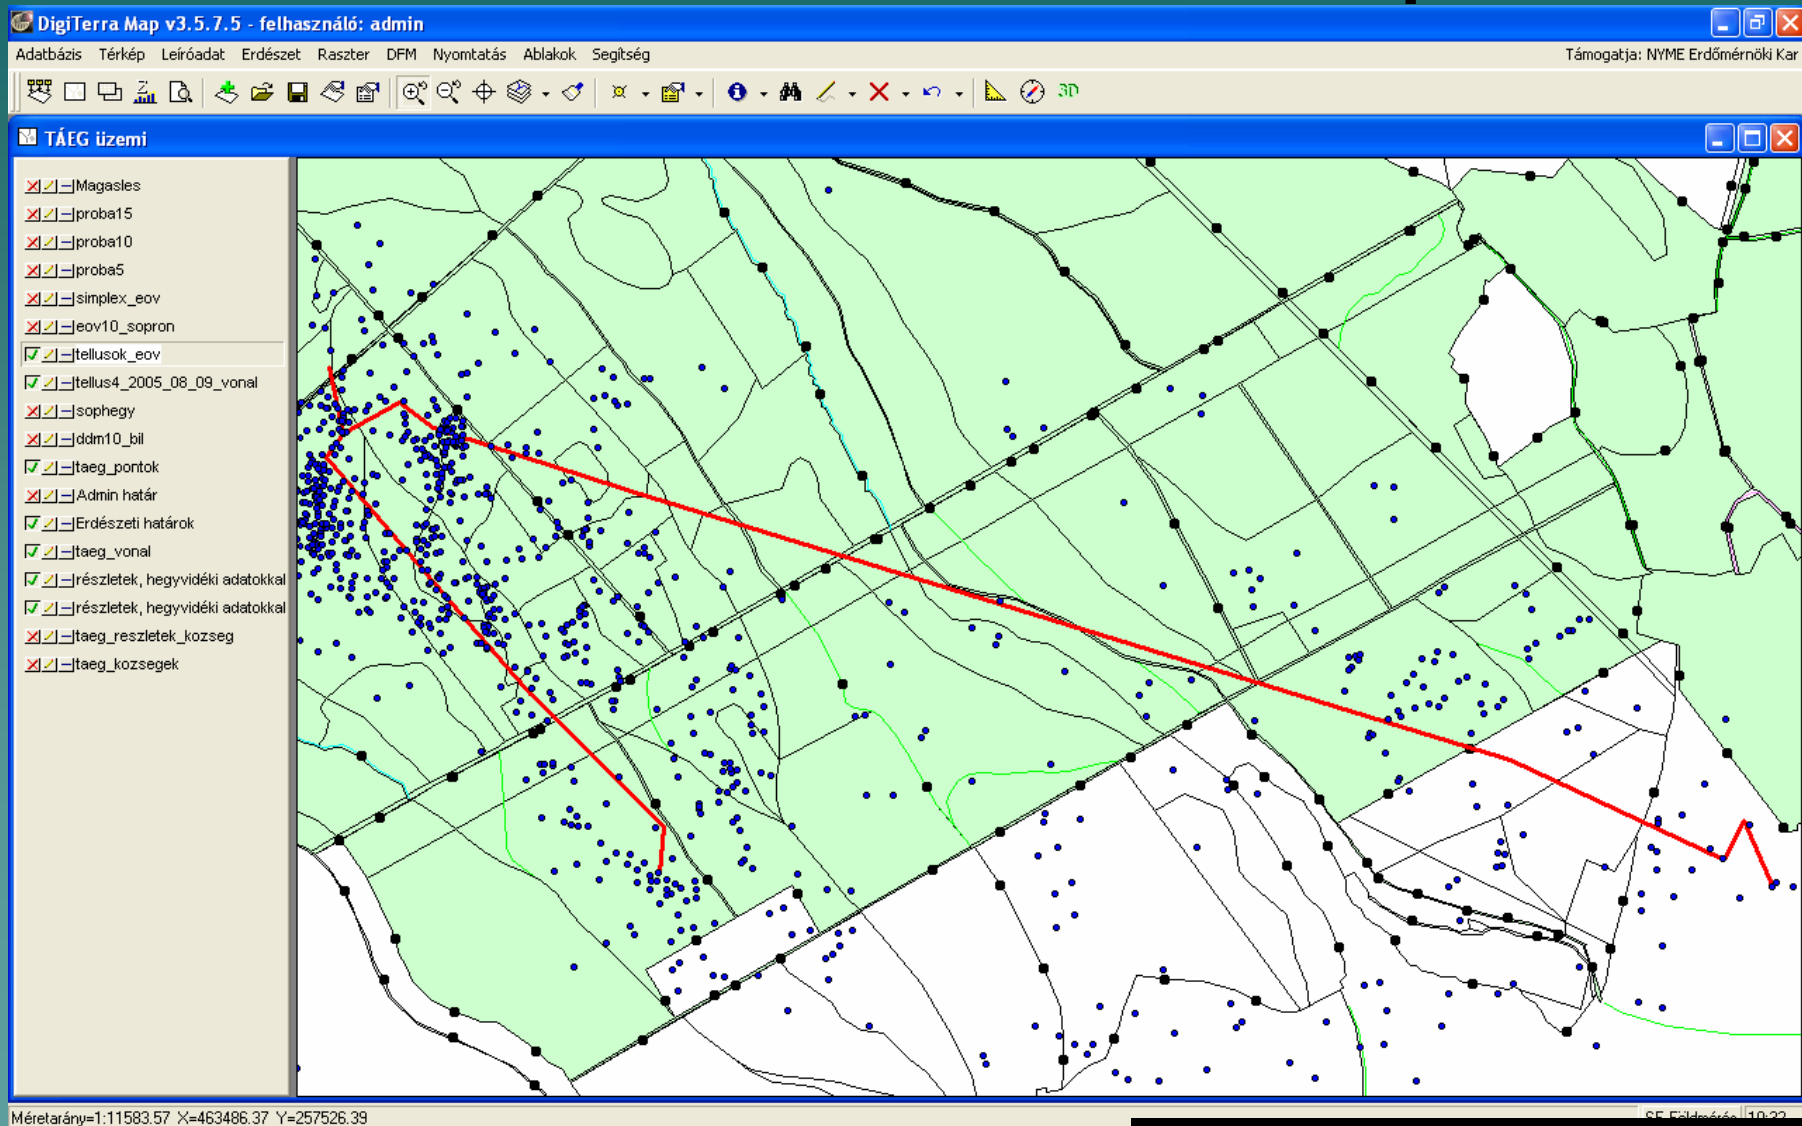 DigiTerra Map v3.5.7.5 - felhasználó: admin
Adatbázis Térkép Leíróadat Erdészet Raszter DFM Nyomtatás Ablakok Segítség Támogatja: NYME Erdőmérnöki Kar
3D
TÁEG üzemi
Magasles
proba15
proba10
proba5
simplex_eov
eov10_sopron
tellusok_eov
tellus4_2005_08_09_vonal
sophegy
ddm10_bil
taeg_pontok
Admin határ
Erdészeti határok
taeg_vonal
részletek, hegyvidéki adatokkal
részletek, hegyvidéki adatokkal
taeg_reszletek_kozseg
taeg_kozsegek
Méretarány=1:11583.57 X=463486.37 Y=257526.39